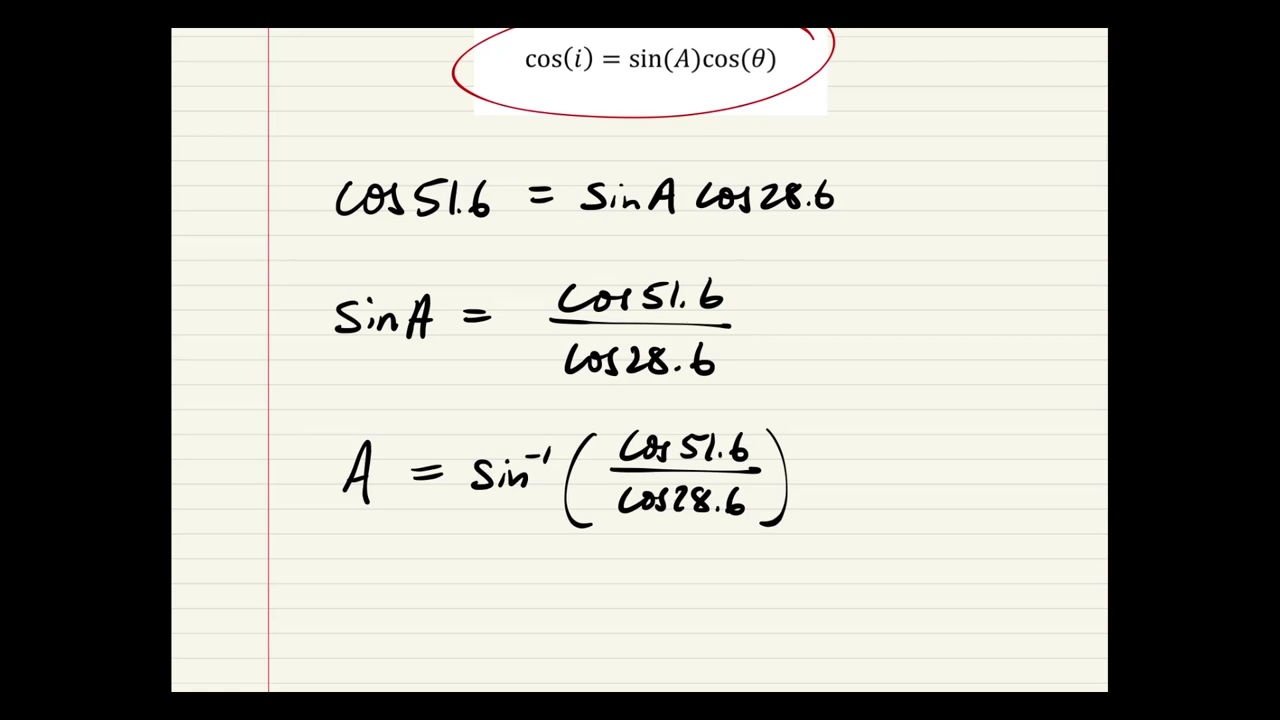 cos(i) = sin(A)cos(θ)
cos 51.6 = sin A cos 28.6
sin A = cos 51.6 / cos 28.6
A = sin⁻¹ ( cos 51.6 / cos 28.6 )